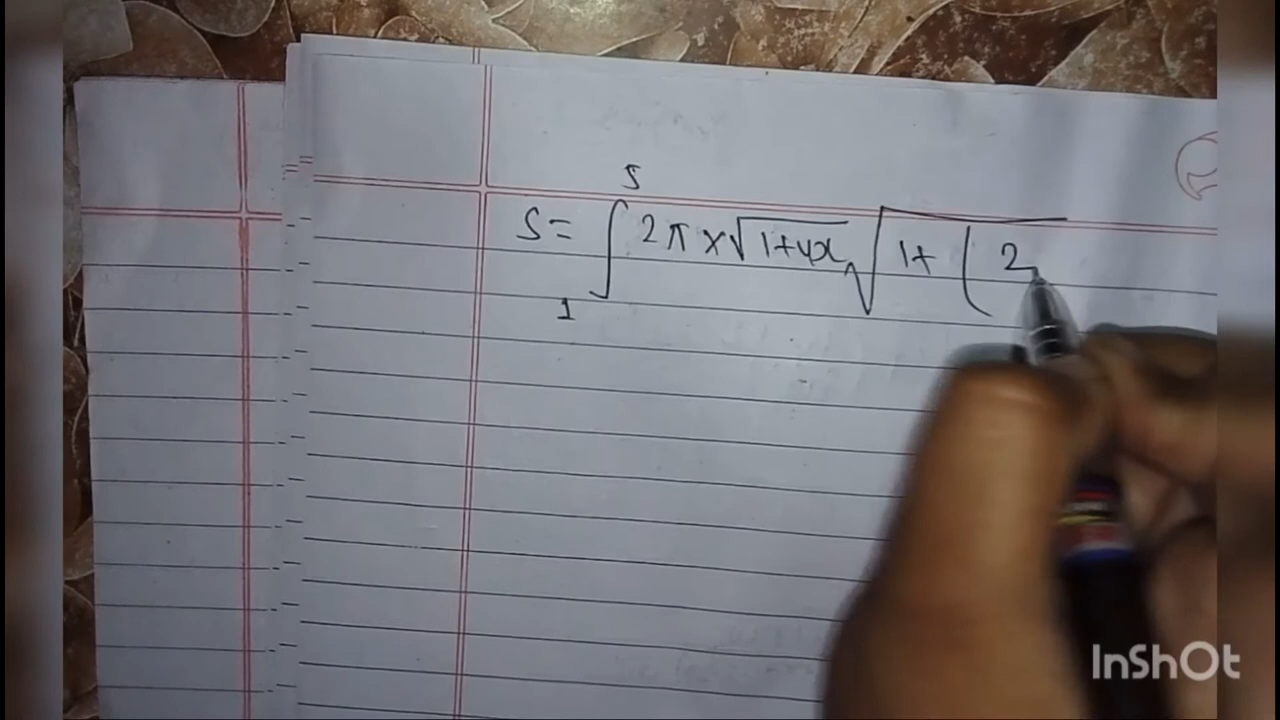 5
S = ∫ 2π × √1+4x √1+ ( 2
1
InShOt